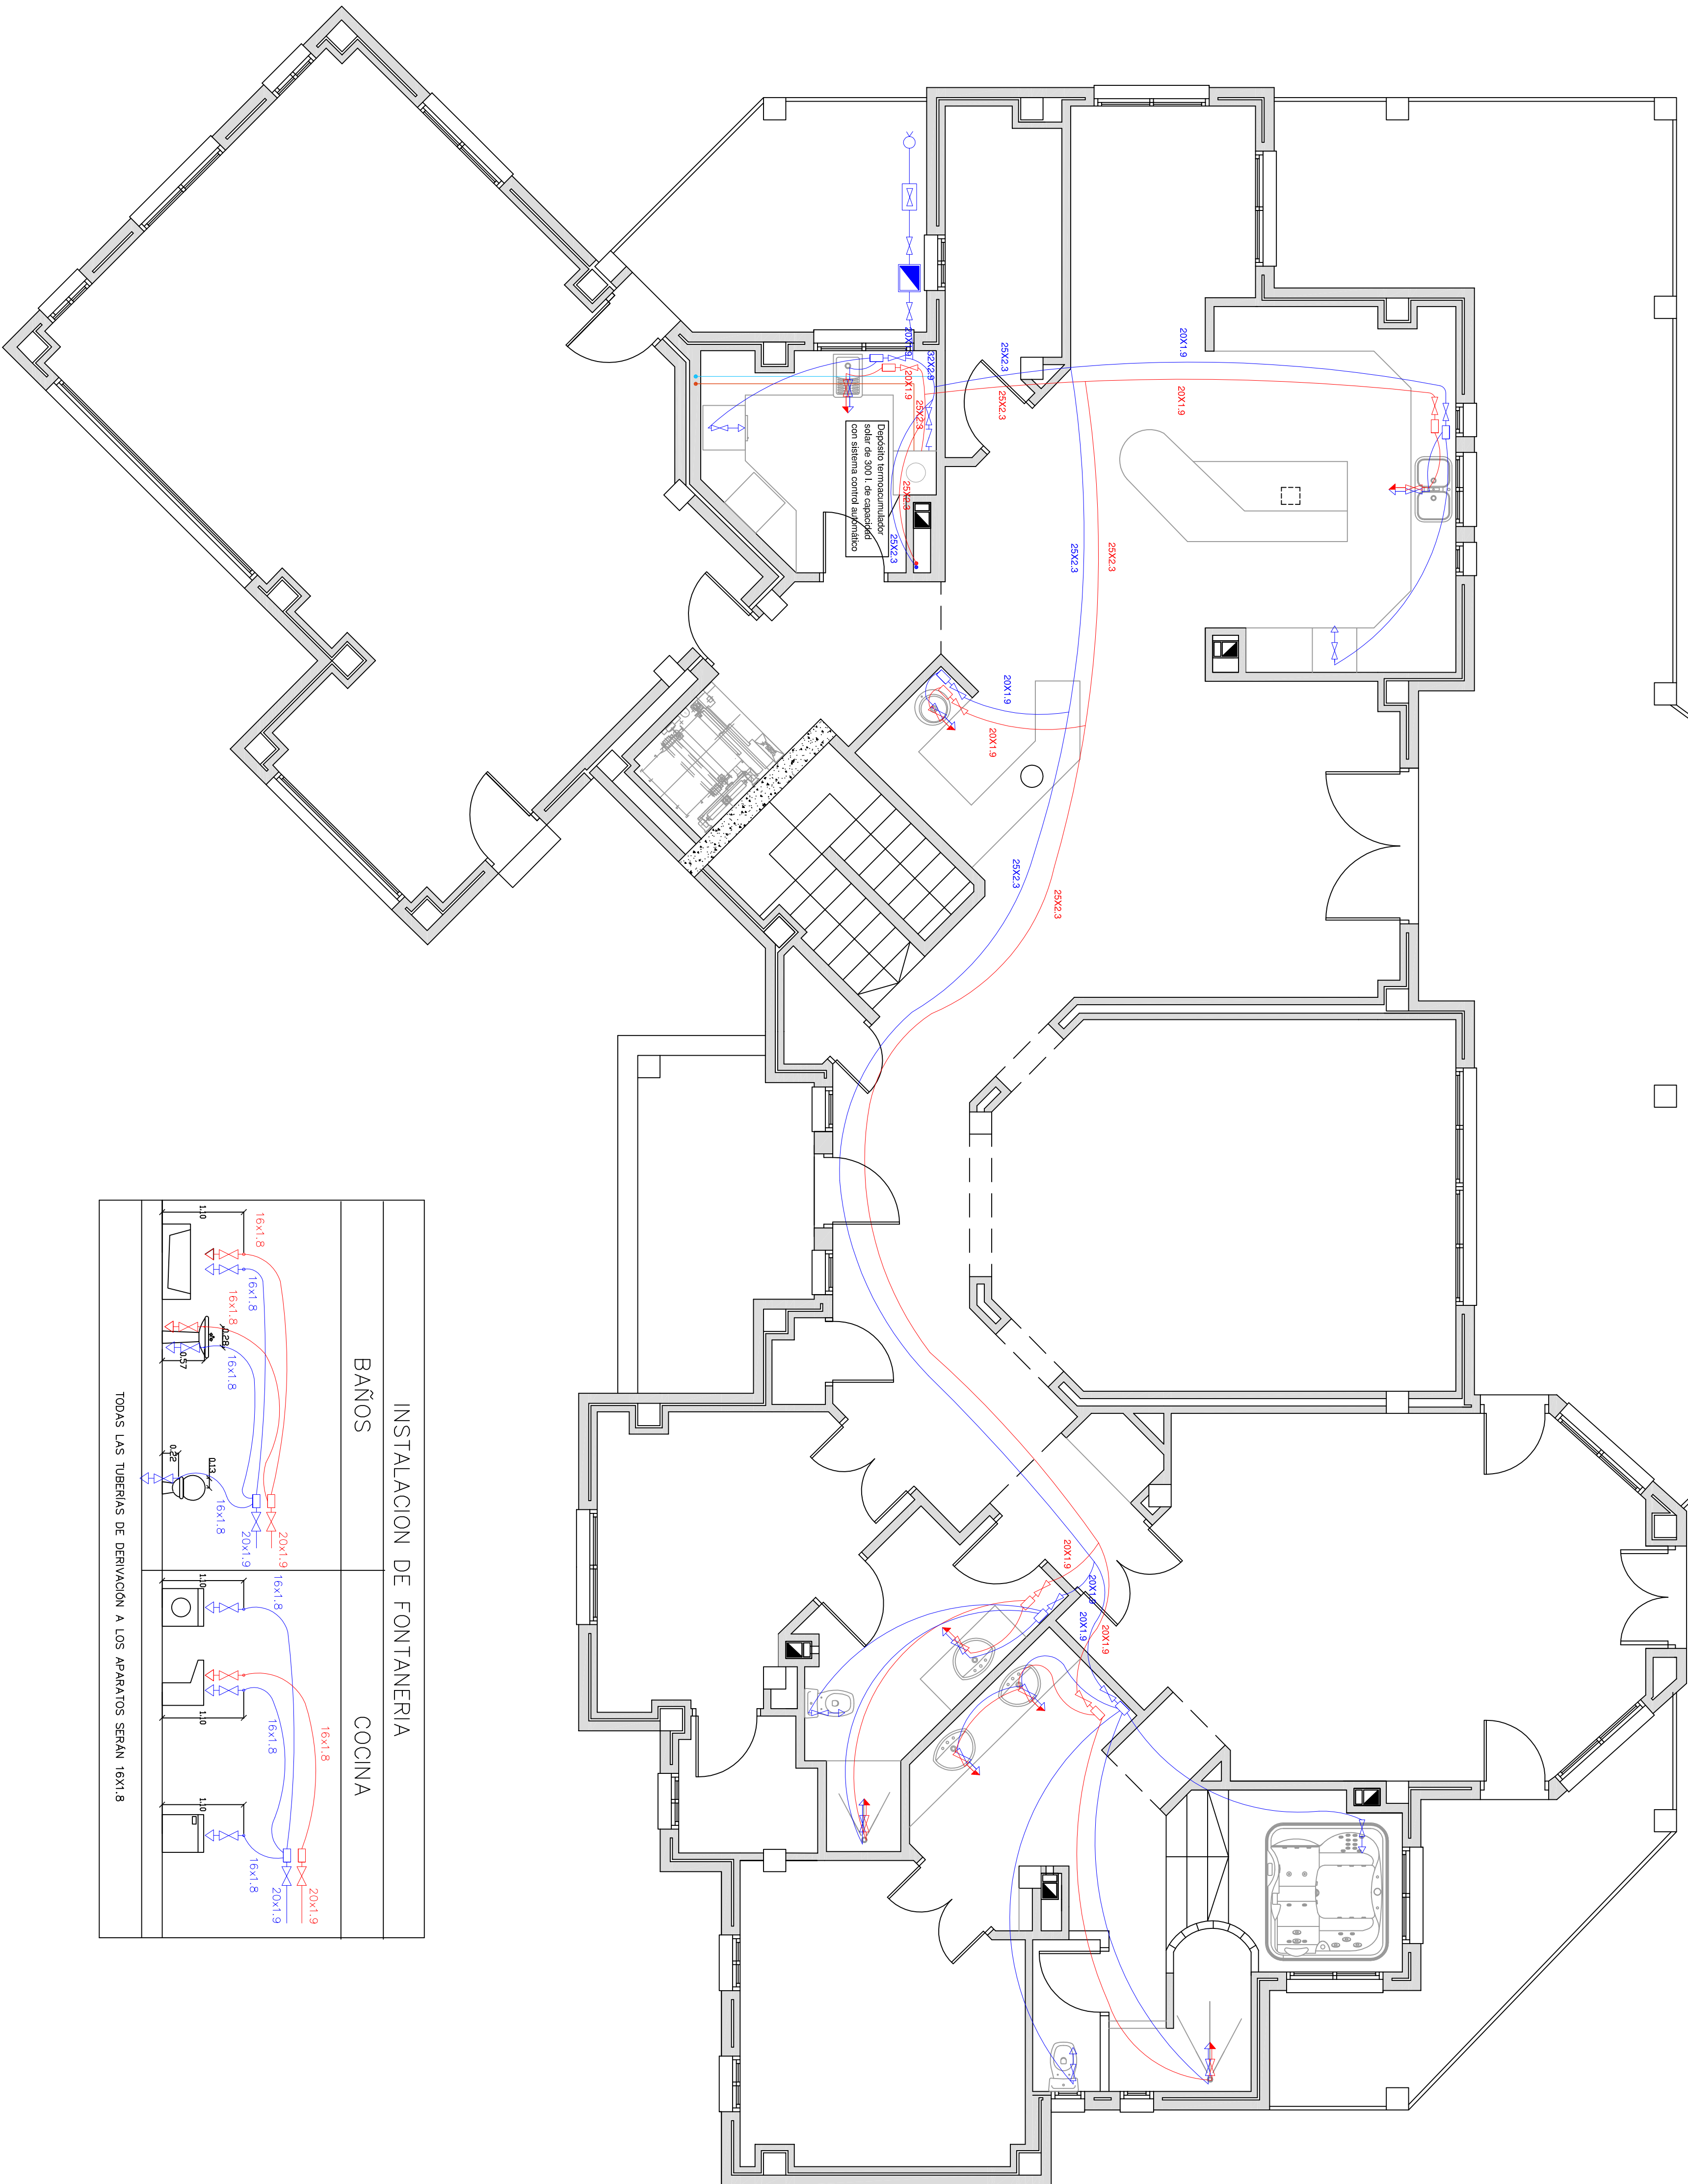 20X1.9
32X2.9
20X1.9
25X2.3
25X2.3
25X2.3
25X2.3
25X2.3
20X1.9
20X1.9
Depósito termoacumulador
solar de 300 l. de capacidad
con sistema control automático
25X2.3
25X2.3
20X1.9
20X1.9
25X2.3
25X2.3
20X1.9
20X1.9
20X1.9
20X1.9
INSTALACION DE FONTANERIA
BAÑOS
COCINA
1.10
16x1.8
16x1.8
16x1.8
0.28
16x1.8
0.57
0.22
0.13
16x1.8
20x1.9
20x1.9
1.10
16x1.8
16x1.8
1.10
16x1.8
1.10
16x1.8
20x1.9
20x1.9
TODAS LAS TUBERÍAS DE DERIVACIÓN A LOS APARATOS SERÁN 16X1.8